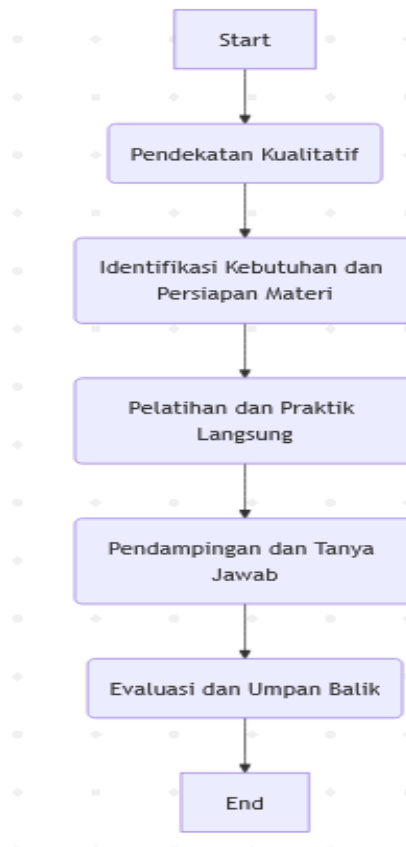 Start
Pendekatan Kualitatif
Identifikasi Kebutuhan dan
Persiapan Materi
Pelatihan dan Praktik
Langsung
Pendampingan dan Tanya
Jawab
Evaluasi dan Umpan Balik
End